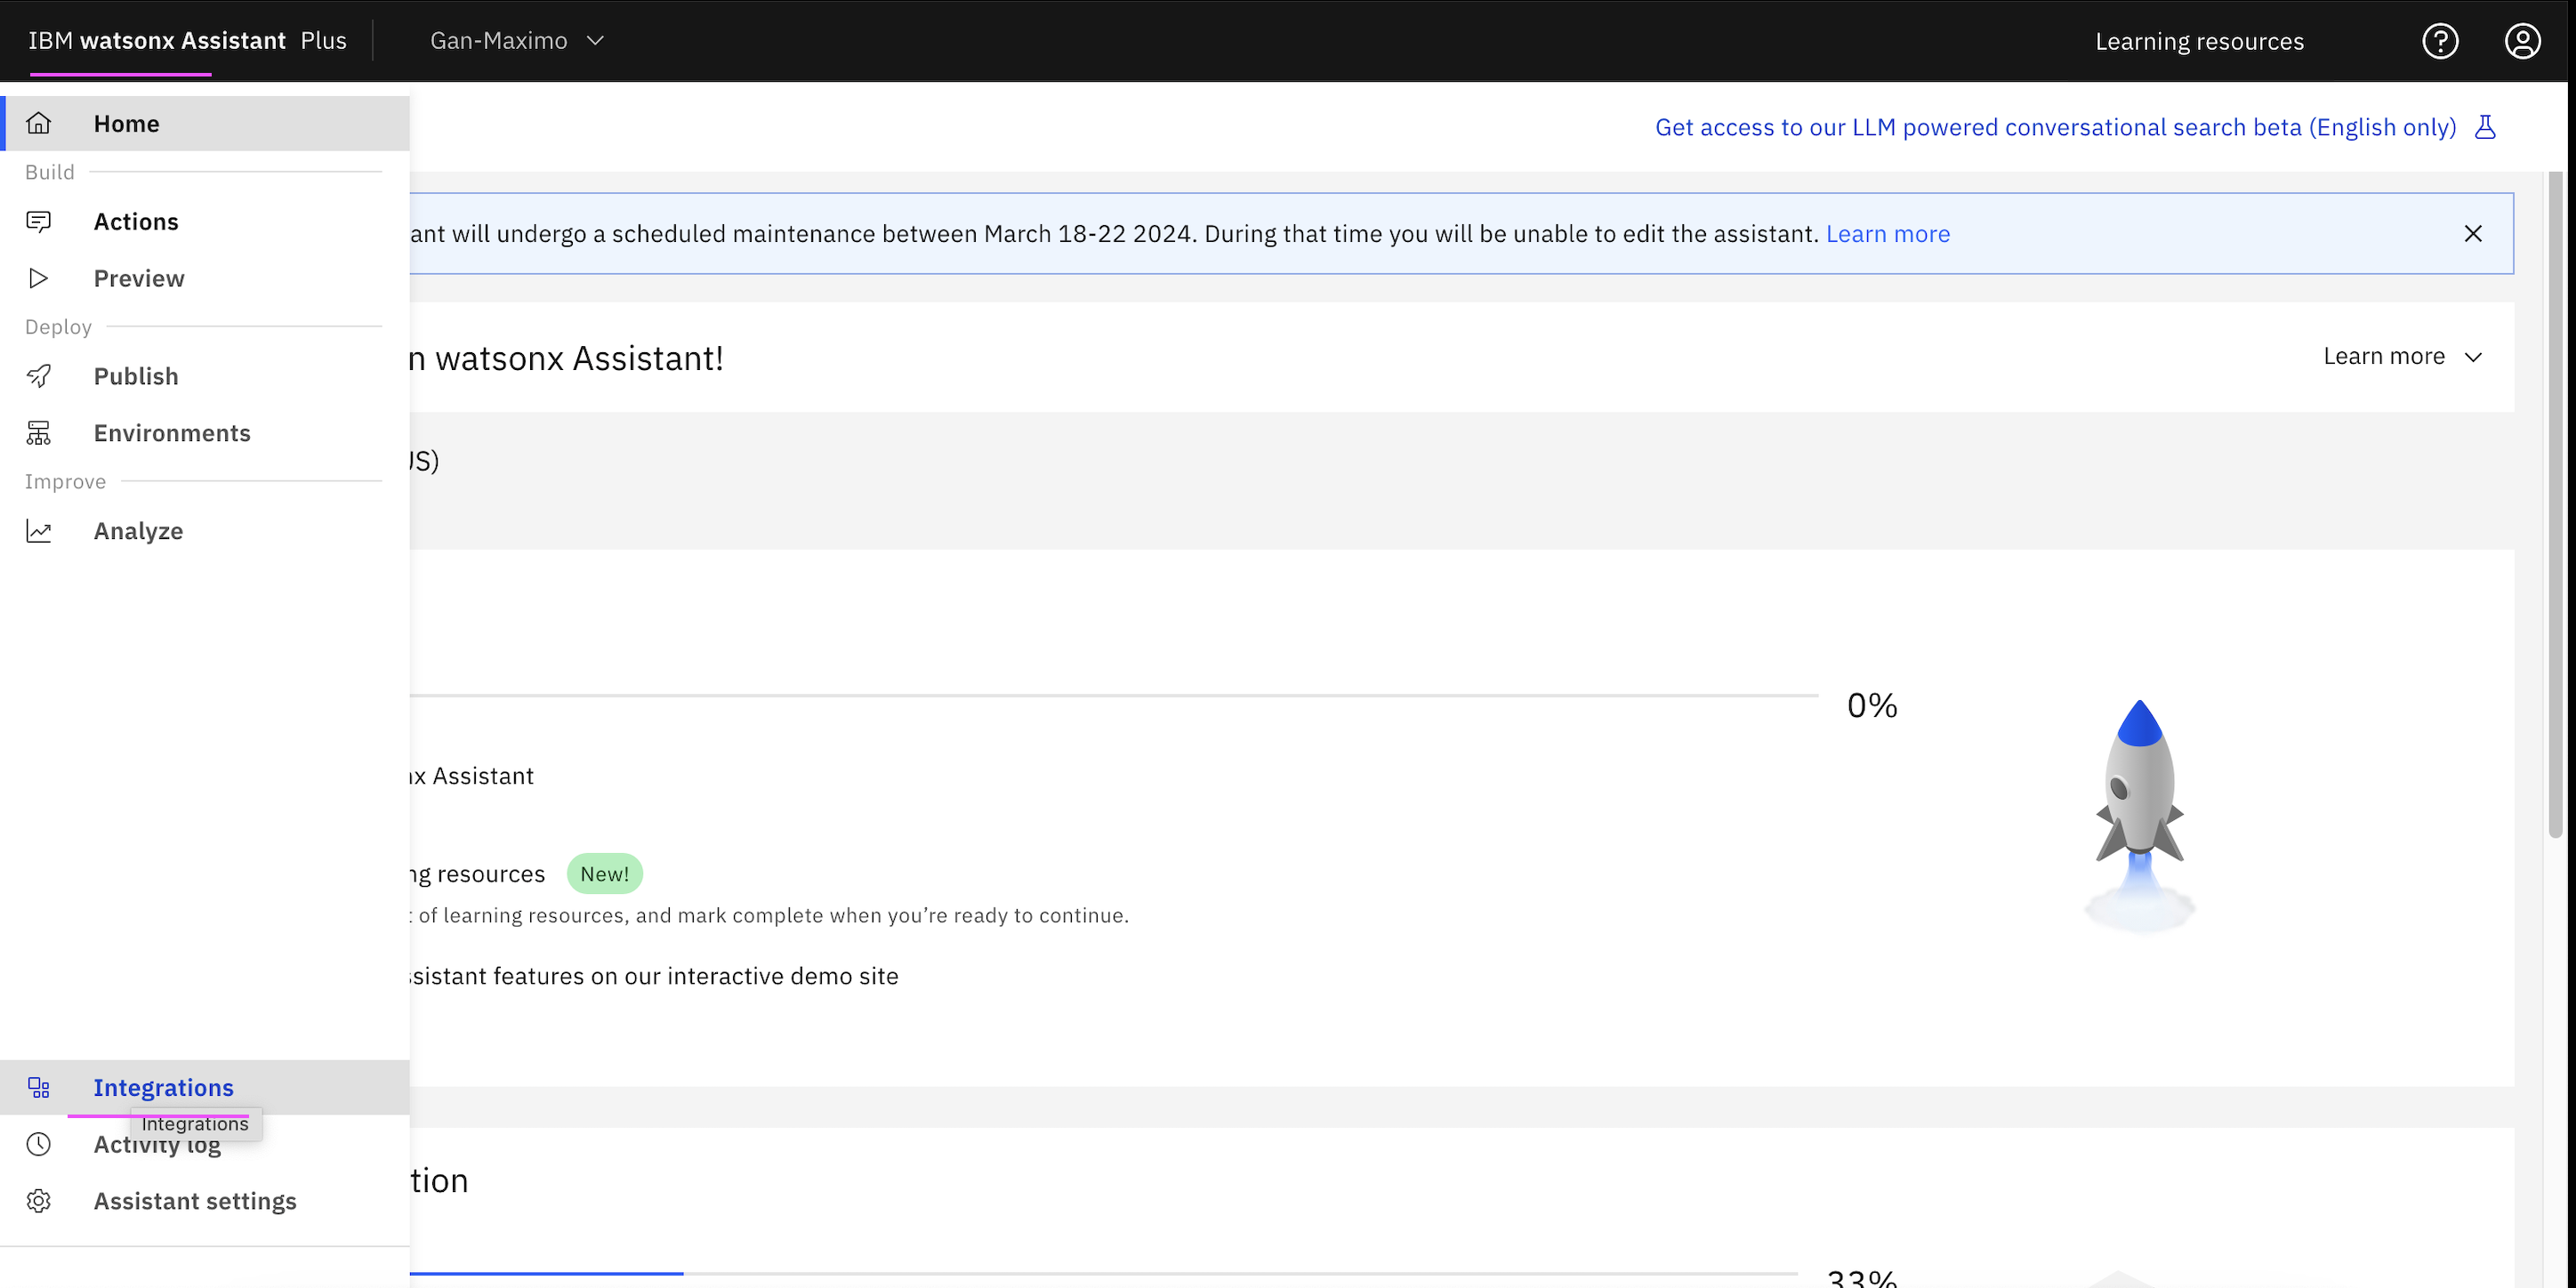 IBM watsonx Assistant Plus
Gan-Maximo
Learning resources
Home
Build
Actions
Preview
Deploy
Publish
Environments
Improve
Analyze
Integrations
Integrations
Activity log
Assistant settings
Get access to our LLM powered conversational search beta (English only)
ant will undergo a scheduled maintenance between March 18-22 2024. During that time you will be unable to edit the assistant. Learn more
n watsonx Assistant!
Learn more
US)
0%
x Assistant
ng resources New!
of learning resources, and mark complete when you’re ready to continue.
ssistant features on our interactive demo site
tion
33%